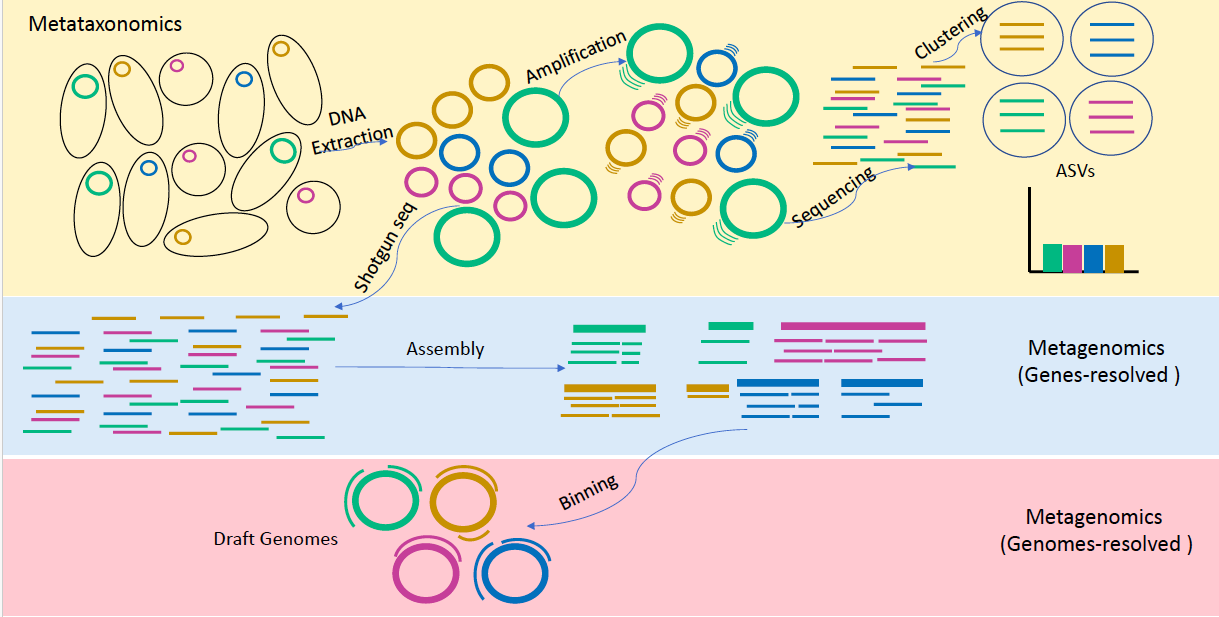 Metataxonomics
DNA
Extraction
Amplification
Sequencing
Clustering
ASVs
Shotgun seq
Assembly
Metagenomics
(Genes-resolved )
Binning
Draft Genomes
Metagenomics
(Genomes-resolved )